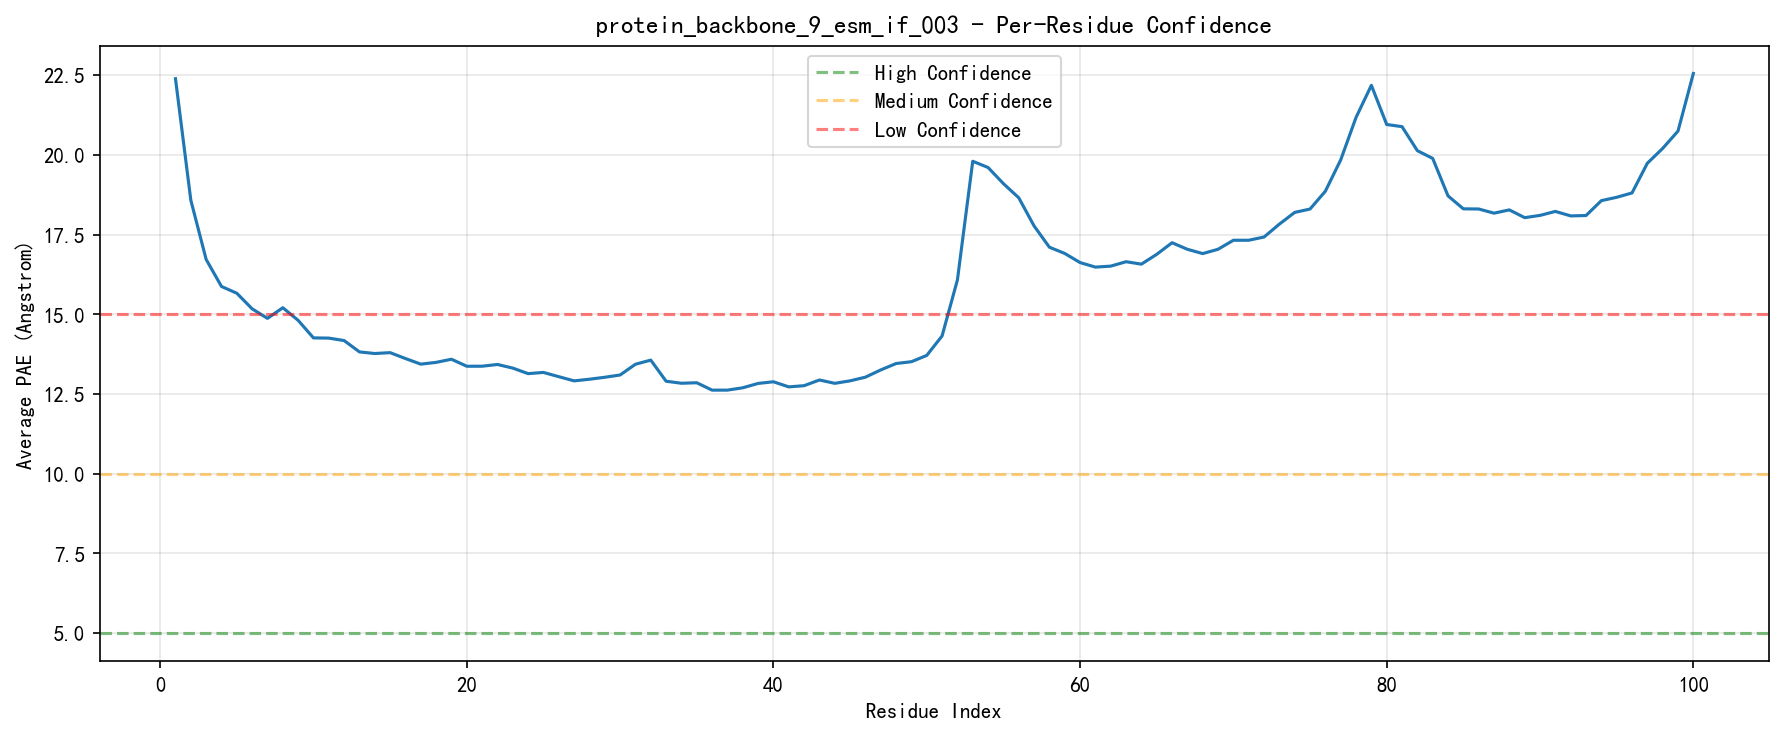 protein_backbone_9_esm_if_003 - Per-Residue Confidence
High Confidence
Medium Confidence
Low Confidence
22.5
20.0
17.5
15.0
12.5
10.0
7.5
5.0
Average PAE (Angstrom)
0 20 40 60 80 100
Residue Index